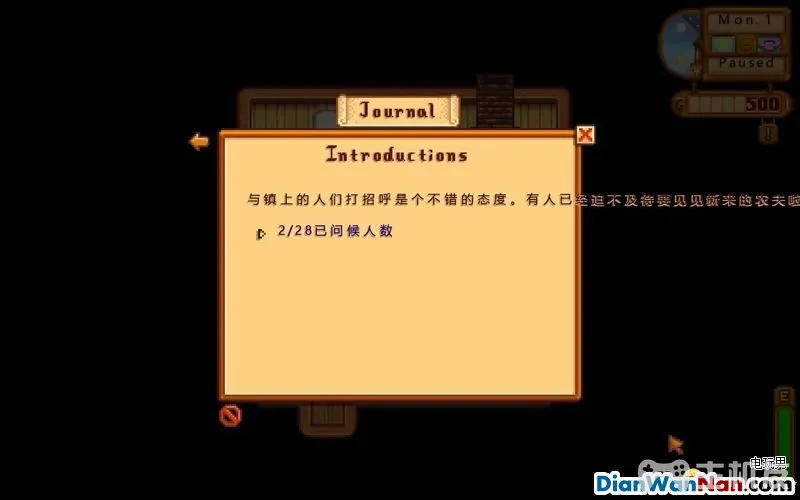 Mon. 1
Paused
500
Journal
Introductions
与镇上的人们打招呼是个不错的态度。有人已经迫不及待要见见新来的农夫啦
2/28已问候人数
E
电玩男
DianWanNan.com